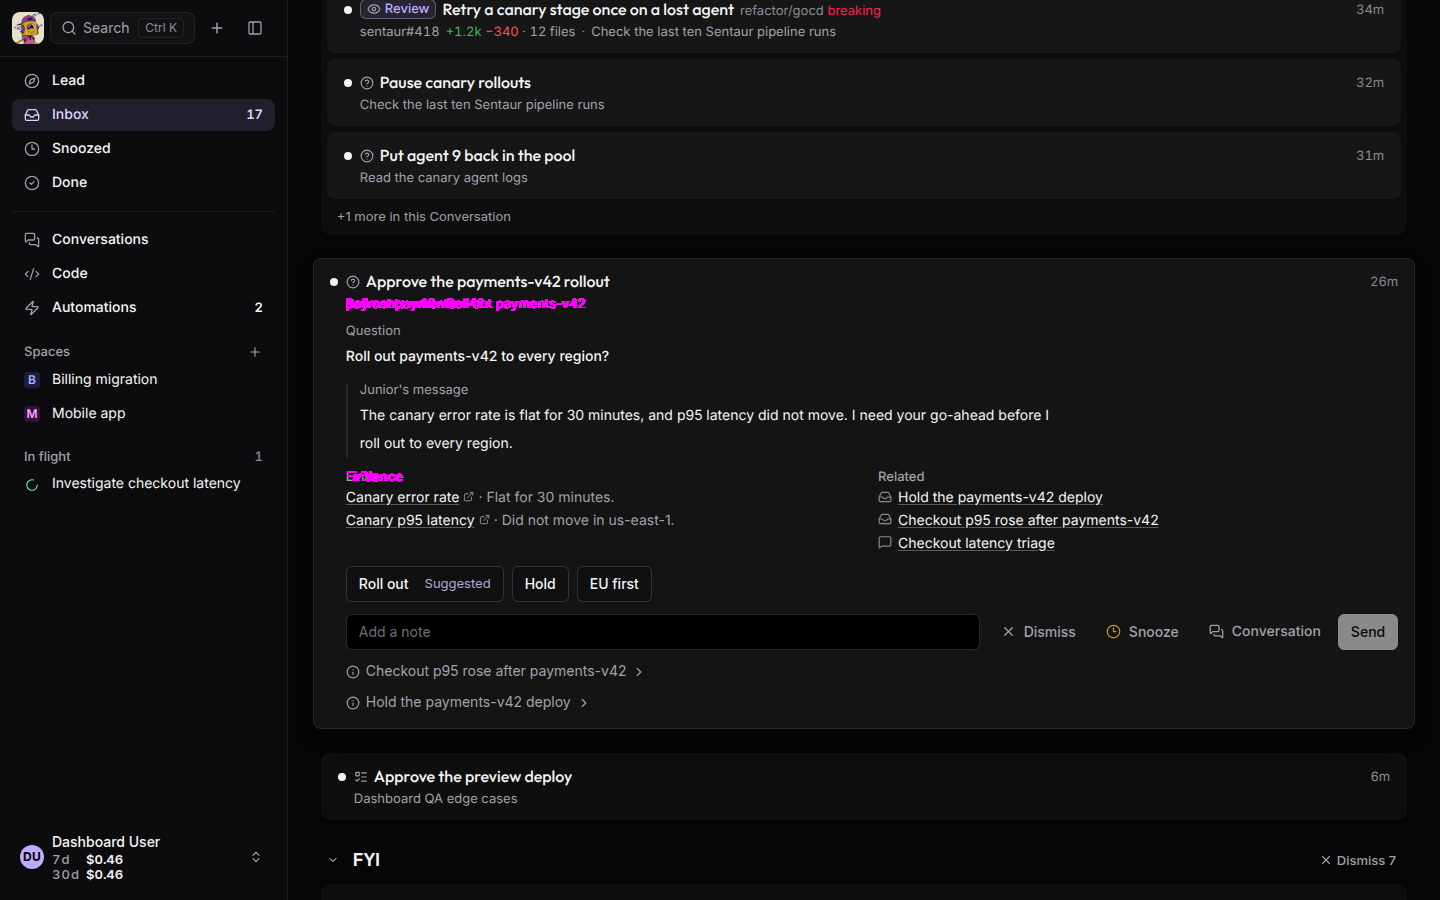 Search Ctrl K
Lead
Inbox 17
Snoozed
Done
Conversations
Code
Automations 2
Spaces
B Billing migration
M Mobile app
In flight 1
Investigate checkout latency
DU Dashboard User
7d $0.46
30d $0.46
Review Retry a canary stage once on a lost agent refactor/gocd breaking 34m
sentaur#418 +1.2k −340 · 12 files · Check the last ten Sentaur pipeline runs
Pause canary rollouts 32m
Check the last ten Sentaur pipeline runs
Put agent 9 back in the pool 31m
Read the canary agent logs
+1 more in this Conversation
Approve the payments-v42 rollout 26m
payments-v42
Question
Roll out payments-v42 to every region?
Junior's message
The canary error rate is flat for 30 minutes, and p95 latency did not move. I need your go-ahead before I
roll out to every region.
Related
Canary error rate · Flat for 30 minutes.
Canary p95 latency · Did not move in us-east-1.
Hold the payments-v42 deploy
Checkout p95 rose after payments-v42
Checkout latency triage
Roll out Suggested Hold EU first
Add a note Dismiss Snooze Conversation Send
Checkout p95 rose after payments-v42
Hold the payments-v42 deploy
Approve the preview deploy 6m
Dashboard QA edge cases
FYI Dismiss 7